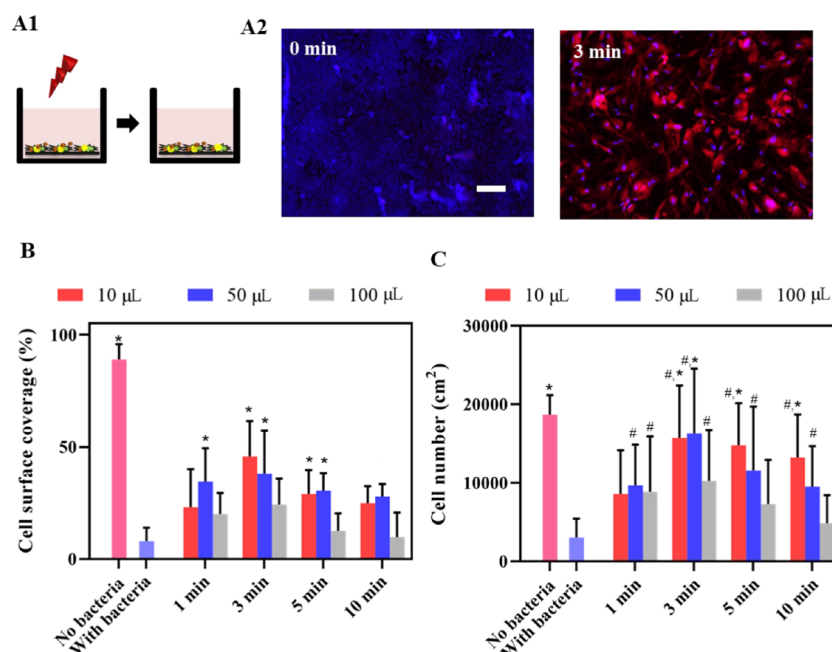 A1
A2
0 min
3 min
B
10 μL
50 μL
100 μL
Cell surface coverage (%)
100
50
0
*
*
*
*
*
*
No bacteria
With bacteria
1 min
3 min
5 min
10 min
C
10 μL
50 μL
100 μL
Cell number (cm²)
30000
20000
10000
0
*
#
#
#,*
#,*
#
#,*
#
#,*
#
No bacteria
With bacteria
1 min
3 min
5 min
10 min